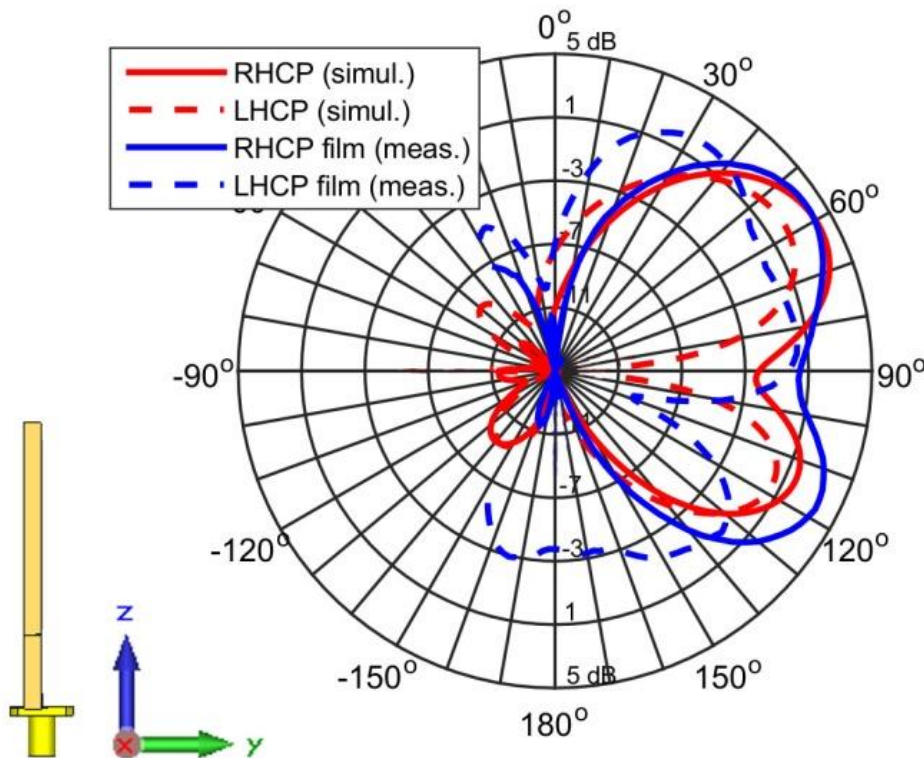 0°
5 dB
RHCP (simul.)
LHCP (simul.)
RHCP film (meas.)
LHCP film (meas.)
30°
1
-3
60°
-7
-90°
90°
-7
-120°
-3
120°
1
-150°
5 dB
150°
180°
z
x
y